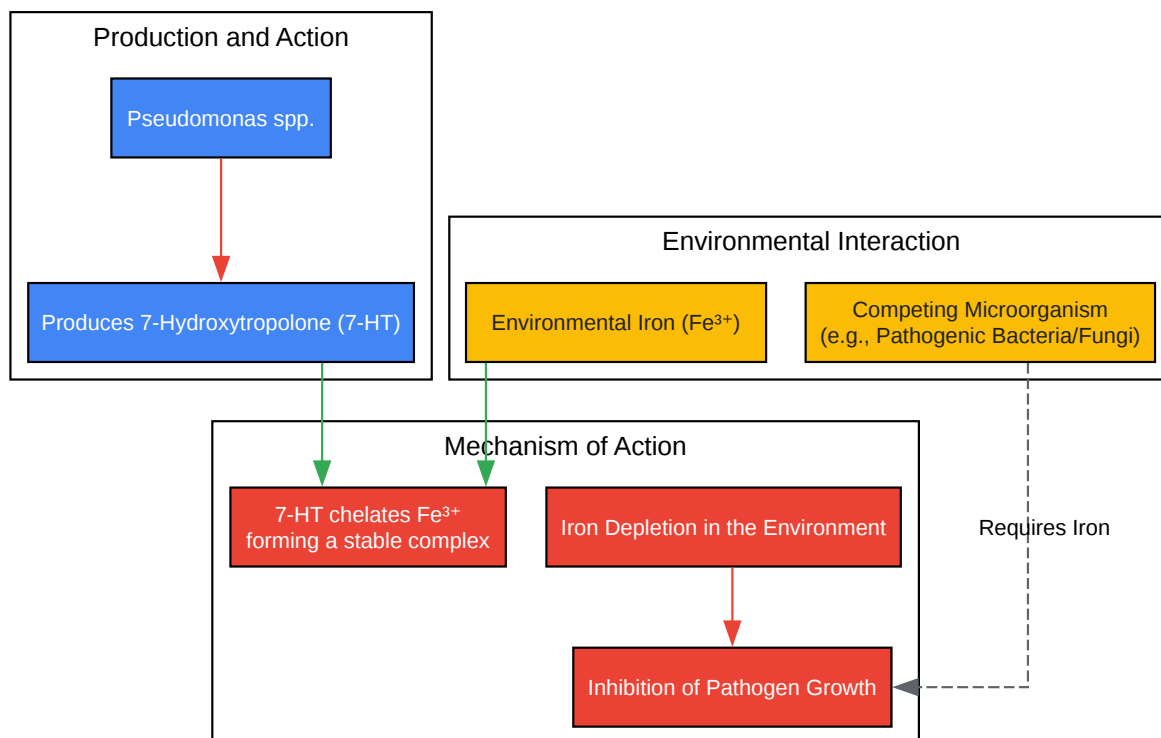 Production and Action
Pseudomonas spp.
Produces 7-Hydroxytropolone (7-HT)
Environmental Interaction
Environmental Iron (Fe³⁺)
Competing Microorganism
(e.g., Pathogenic Bacteria/Fungi)
Mechanism of Action
7-HT chelates Fe³⁺
forming a stable complex
Iron Depletion in the Environment
Requires Iron
Inhibition of Pathogen Growth